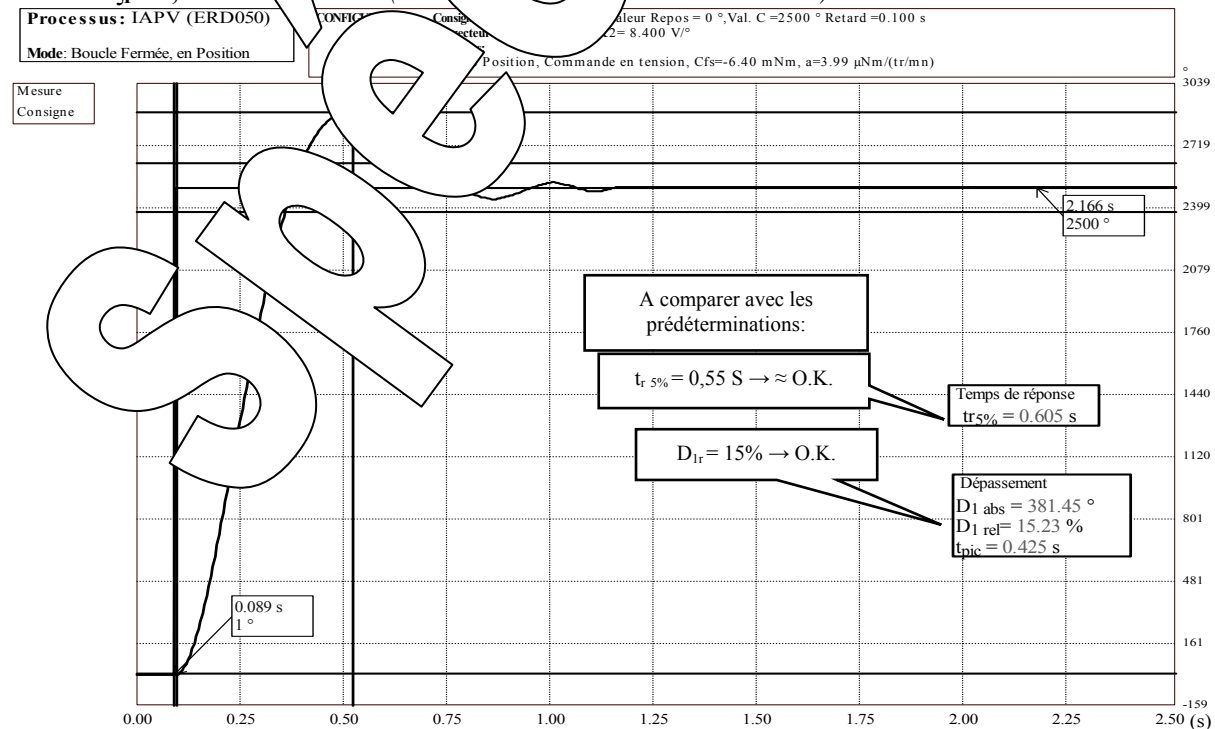 Processus: IAPV (ERD050)
Mode: Boucle Fermée, en Position
Repos = 0 °,Val. C =2500 ° Retard =0.100 s
= 8.400 V/°
Position, Commande en tension, Cfs=-6.40 mNm, a=3.99 µNm/(tr/mn)
Mesure
Consigne
°
3039
2719
2399
2079
1760
1440
1120
801
481
161
-159
2.166 s
2500 °
A comparer avec les
prédéterminations:
tr 5% = 0,55 S → ≈ O.K.
Temps de réponse
tr5% = 0.605 s
D1r = 15% → O.K.
Dépassement
D1 abs = 381.45 °
D1 rel= 15.23 %
tpic = 0.425 s
0.089 s
1 °
0.00
0.25
0.50
0.75
1.00
1.25
1.50
1.75
2.00
2.25
2.50 (s)
Spe